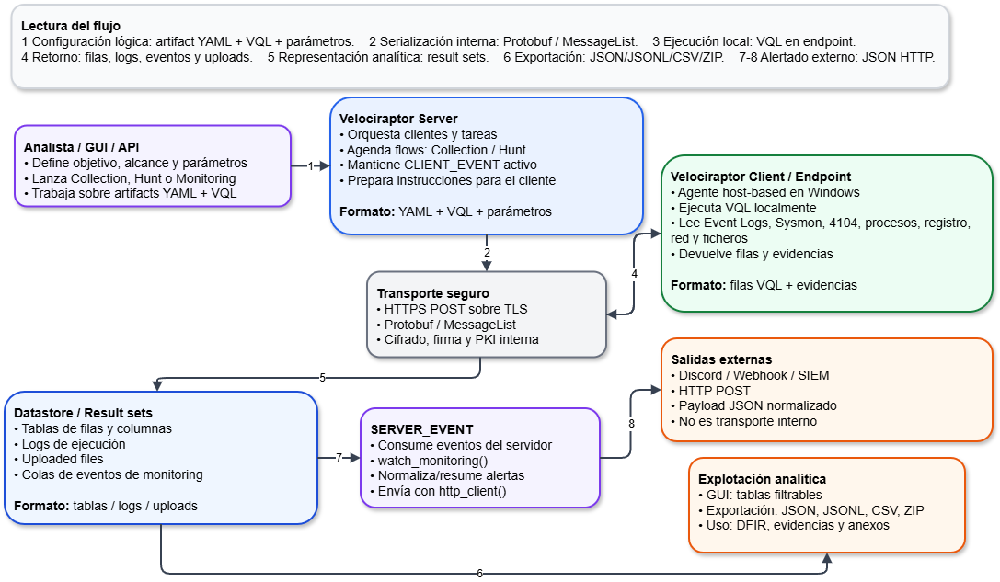 Lectura del flujo
1 Configuración lógica: artifact YAML + VQL + parámetros.    2 Serialización interna: Protobuf / MessageList.    3 Ejecución local: VQL en endpoint.
4 Retorno: filas, logs, eventos y uploads.    5 Representación analítica: result sets.    6 Exportación: JSON/JSONL/CSV/ZIP.    7-8 Alertado externo: JSON HTTP.
Analista / GUI / API
• Define objetivo, alcance y parámetros
• Lanza Collection, Hunt o Monitoring
• Trabaja sobre artifacts YAML + VQL
1
Velociraptor Server
• Orquesta clientes y tareas
• Agenda flows: Collection / Hunt
• Mantiene CLIENT_EVENT activo
• Prepara instrucciones para el cliente
Formato: YAML + VQL + parámetros
2
Velociraptor Client / Endpoint
• Agente host-based en Windows
• Ejecuta VQL localmente
• Lee Event Logs, Sysmon, 4104, procesos, registro,
red y ficheros
• Devuelve filas y evidencias
Formato: filas VQL + evidencias
4
Transporte seguro
• HTTPS POST sobre TLS
• Protobuf / MessageList
• Cifrado, firma y PKI interna
5
Datastore / Result sets
• Tablas de filas y columnas
• Logs de ejecución
• Uploaded files
• Colas de eventos de monitoring
Formato: tablas / logs / uploads
7
SERVER_EVENT
• Consume eventos del servidor
• watch_monitoring()
• Normaliza/resume alertas
• Envía con http_client()
8
Salidas externas
• Discord / Webhook / SIEM
• HTTP POST
• Payload JSON normalizado
• No es transporte interno
Explotación analítica
• GUI: tablas filtrables
• Exportación: JSON, JSONL, CSV, ZIP
• Uso: DFIR, evidencias y anexos
6